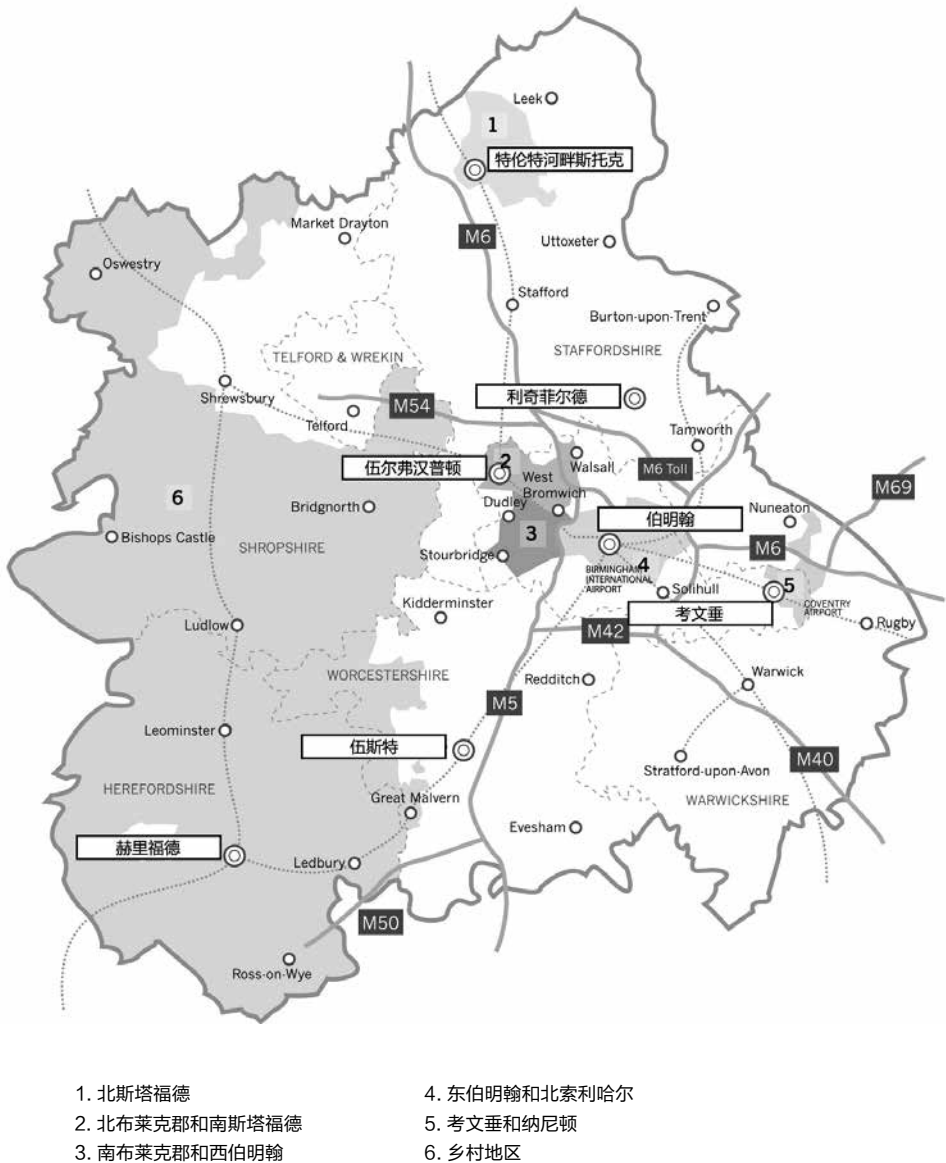 Leek
1
特伦特河畔斯托克
Market Drayton
M6
Uttoxeter
Oswestry
Stafford
Burton-upon-Trent
STAFFORDSHIRE
TELFORD & WREKIN
Shrewsbury
利奇菲尔德
M54
Telford
Tamworth
伍尔弗汉普顿
2
West
Bromwich
Walsall
M6 Toll
M69
6
Bridgnorth
Dudley
伯明翰
Nuneaton
Bishops Castle
SHROPSHIRE
3
Stourbridge
M6
BIRMINGHAM
INTERNATIONAL
AIRPORT
4
Solihull
5
COVENTRY
AIRPORT
Kidderminster
考文垂
Ludlow
M42
Rugby
WORCESTERSHIRE
Redditch
Warwick
M5
Leominster
伍斯特
M40
Stratford-upon-Avon
HEREFORDSHIRE
Great Malvern
WARWICKSHIRE
Evesham
赫里福德
Ledbury
M50
Ross-on-Wye
1. 北斯塔福德
2. 北布莱克郡和南斯塔福德
3. 南布莱克郡和西伯明翰
4. 东伯明翰和北索利哈尔
5. 考文垂和纳尼顿
6. 乡村地区